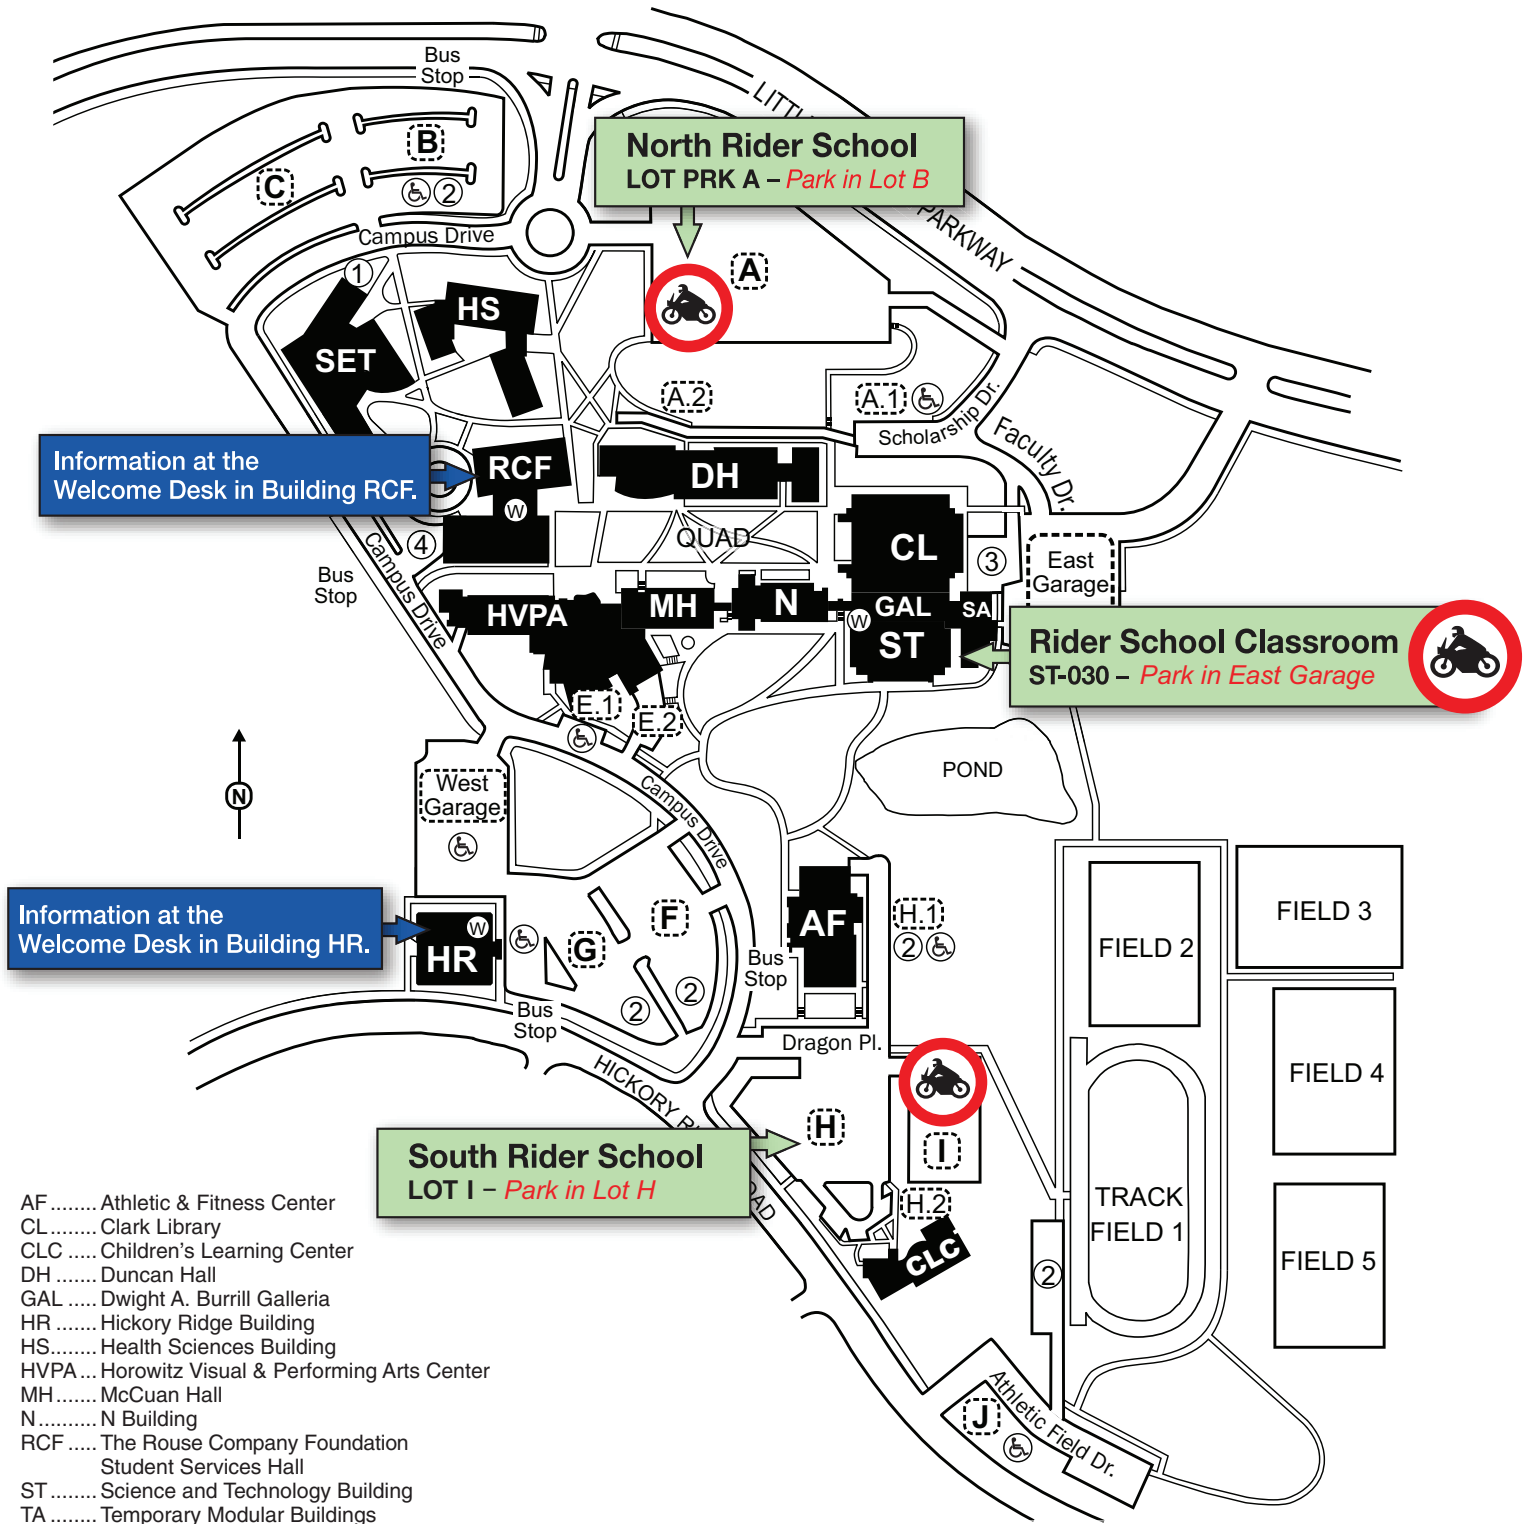 Bus
Stop
LITTL
PARKWAY
North Rider School
LOT PRK A – Park in Lot B
B
C
2
Campus Drive
1
A
HS
SET
A.2
A.1
Scholarship Dr.
Faculty Dr.
Information at the
Welcome Desk in Building RCF.
RCF
W
DH
QUAD
CL
4
3
East
Garage
Bus
Stop
Campus Drive
HVPA
MH
N
GAL
SA
W
ST
Rider School Classroom
ST-030 – Park in East Garage
E.1
E.2
N
West
Garage
Campus Drive
POND
Information at the
Welcome Desk in Building HR.
W
HR
G
F
2
2
Bus
Stop
AF
Bus
Stop
H.1
2
FIELD 2
FIELD 3
Dragon Pl.
HICKORY RI
OAD
H
I
FIELD 4
South Rider School
LOT I – Park in Lot H
H.2
CLC
TRACK
FIELD 1
2
FIELD 5
J
Athletic Field Dr.
AF ........ Athletic & Fitness Center
CL ........ Clark Library
CLC ..... Children’s Learning Center
DH ....... Duncan Hall
GAL ..... Dwight A. Burrill Galleria
HR ....... Hickory Ridge Building
HS........ Health Sciences Building
HVPA ... Horowitz Visual & Performing Arts Center
MH ....... McCuan Hall
N .......... N Building
RCF ..... The Rouse Company Foundation
Student Services Hall
ST ........ Science and Technology Building
TA ........ Temporary Modular Buildings